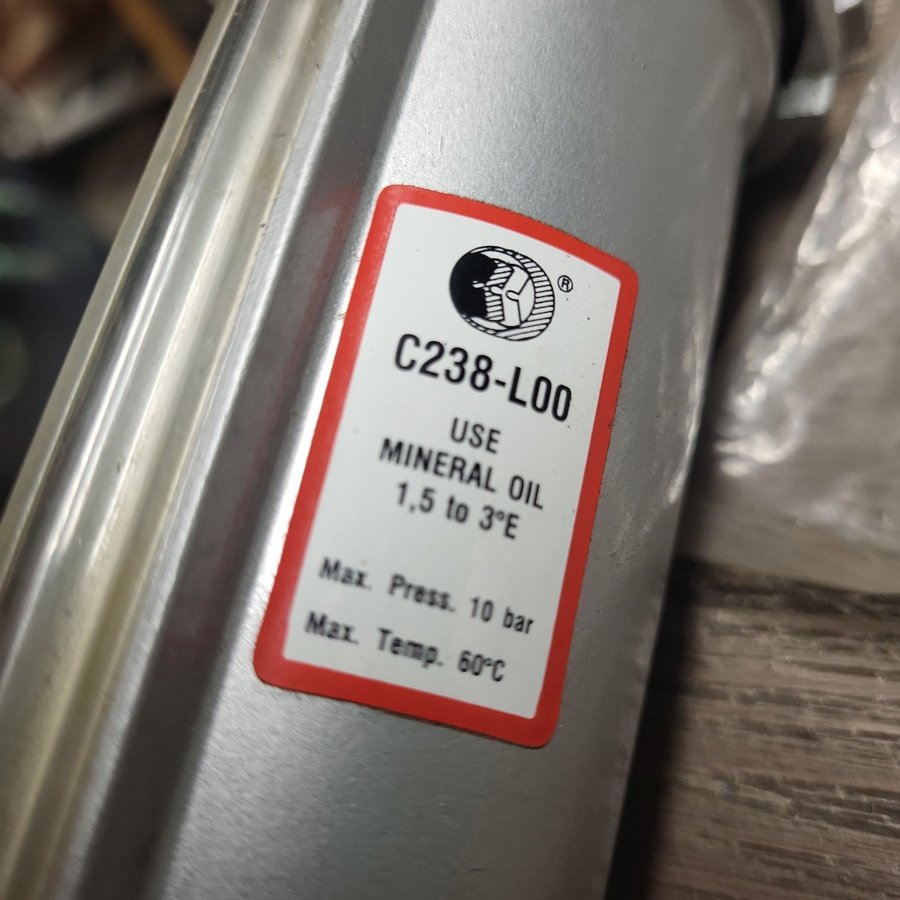 ®
C238-L00
USE
MINERAL OIL
1,5 to 3°E
Max. Press. 10 bar
Max. Temp. 60°C